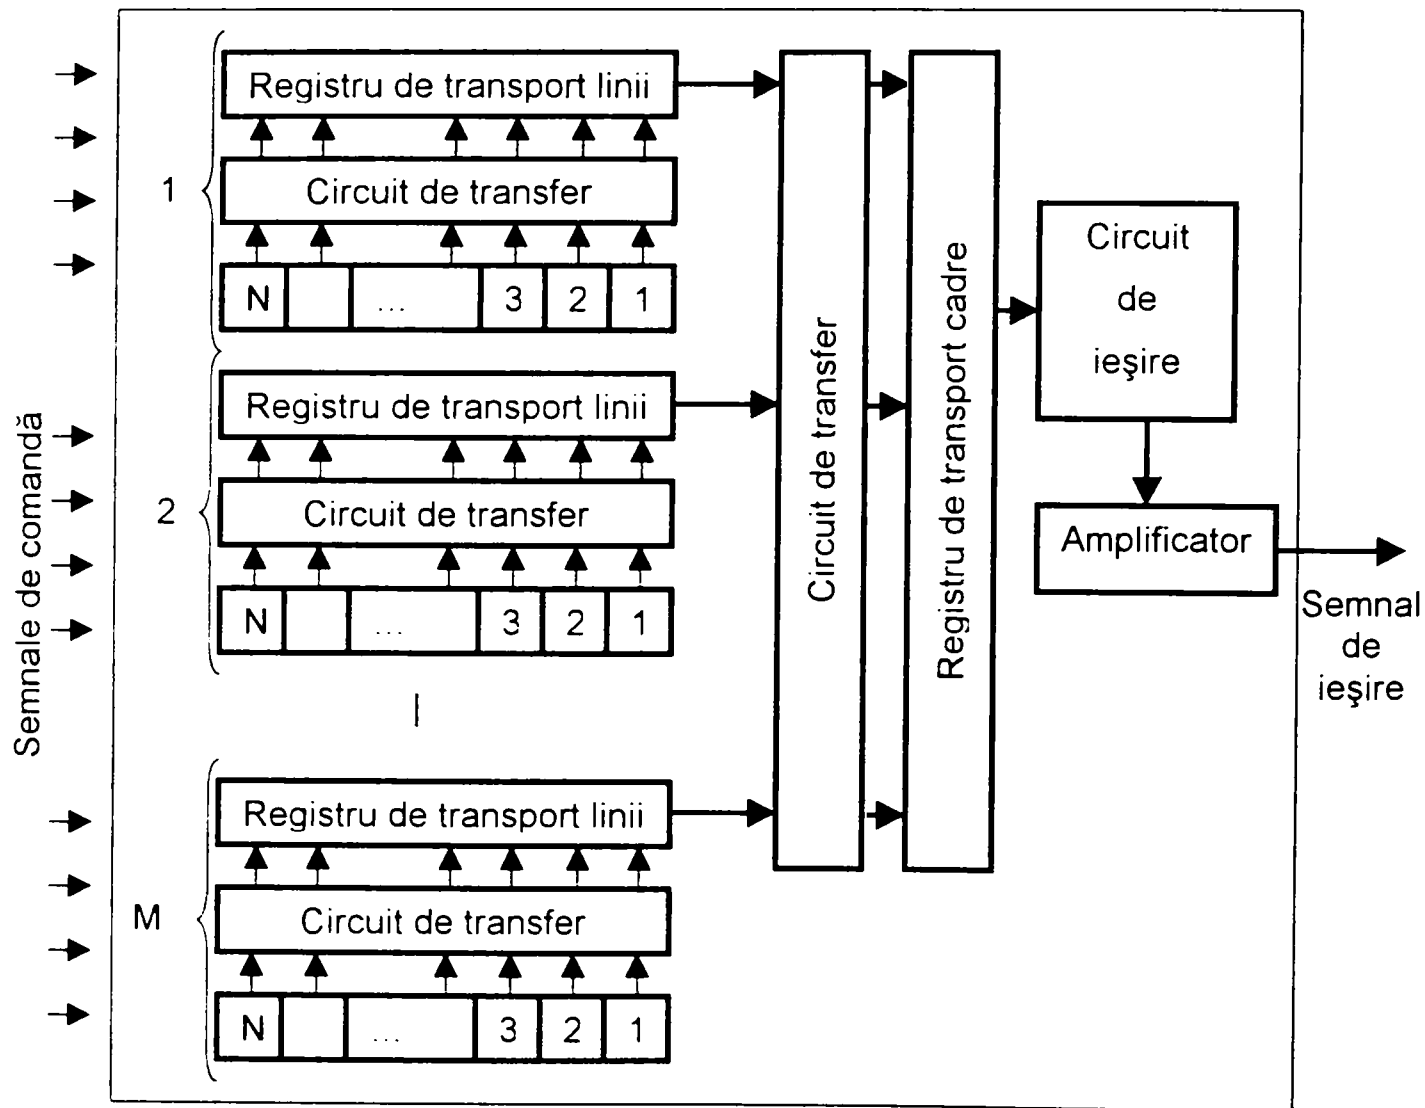 Semnale de comandă
1
Registru de transport linii
Circuit de transfer
N ... 3 2 1
2
Registru de transport linii
Circuit de transfer
N ... 3 2 1
M
Registru de transport linii
Circuit de transfer
N ... 3 2 1
Circuit de transfer
Registru de transport cadre
Circuit
de
ieşire
Amplificator
Semnal
de
ieşire